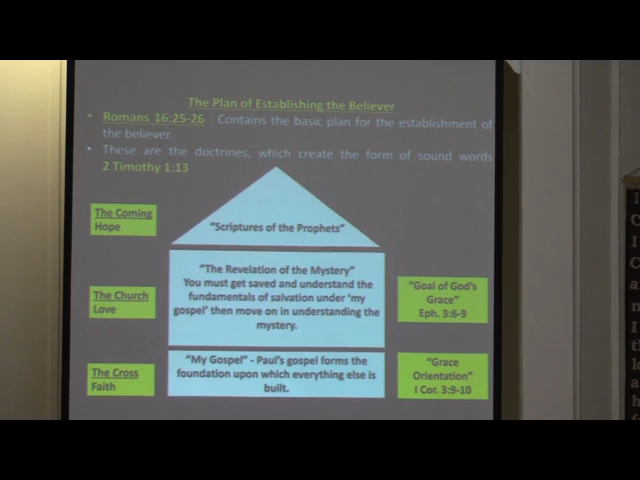 The Plan of Establishing the Believer
• Romans 16:25-26 - Contains the basic plan for the establishment of
the believer.
• These are the doctrines, which create the form of sound words
2 Timothy 1:13
The Coming
Hope
"Scriptures of the Prophets"
The Church
Love
"The Revelation of the Mystery"
You must get saved and understand the
fundamentals of salvation under 'my
gospel' then move on in understanding the
mystery.
"Goal of God's
Grace"
Eph. 3:6-9
The Cross
Faith
"My Gospel" - Paul's gospel forms the
foundation upon which everything else is
built.
"Grace
Orientation"
I Cor. 3:9-10